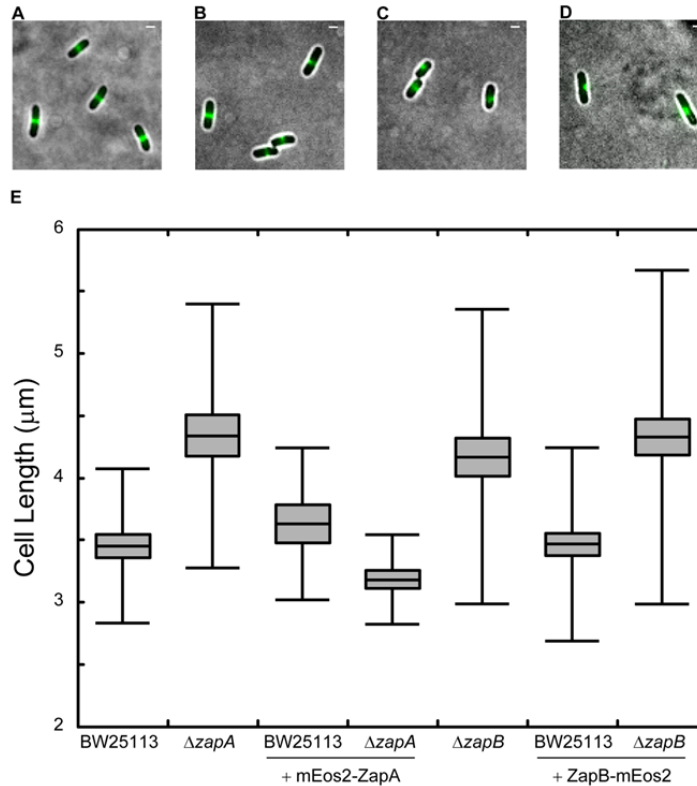 A B C D
E
6
5
4
3
2
Cell Length (μm)
BW25113 ΔzapA BW25113 ΔzapA ΔzapB BW25113 ΔzapB
+ mEos2-ZapA + ZapB-mEos2